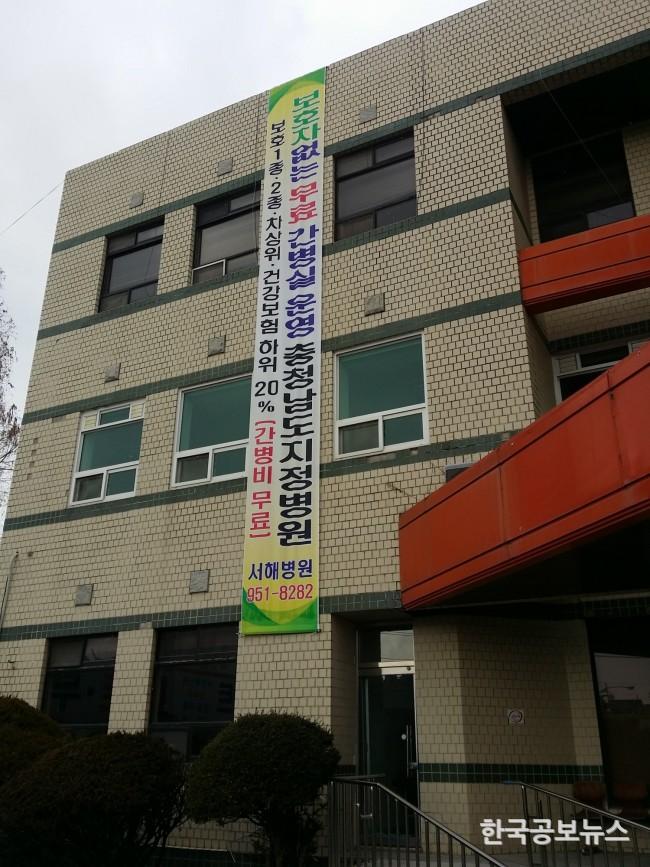 보호자없는 무료 간병실 운영 충청남도지정병원
보호1종·2종·차상위·건강보험 하위 20% [간병비 무료]
서해병원
951-8282
한국공보뉴스